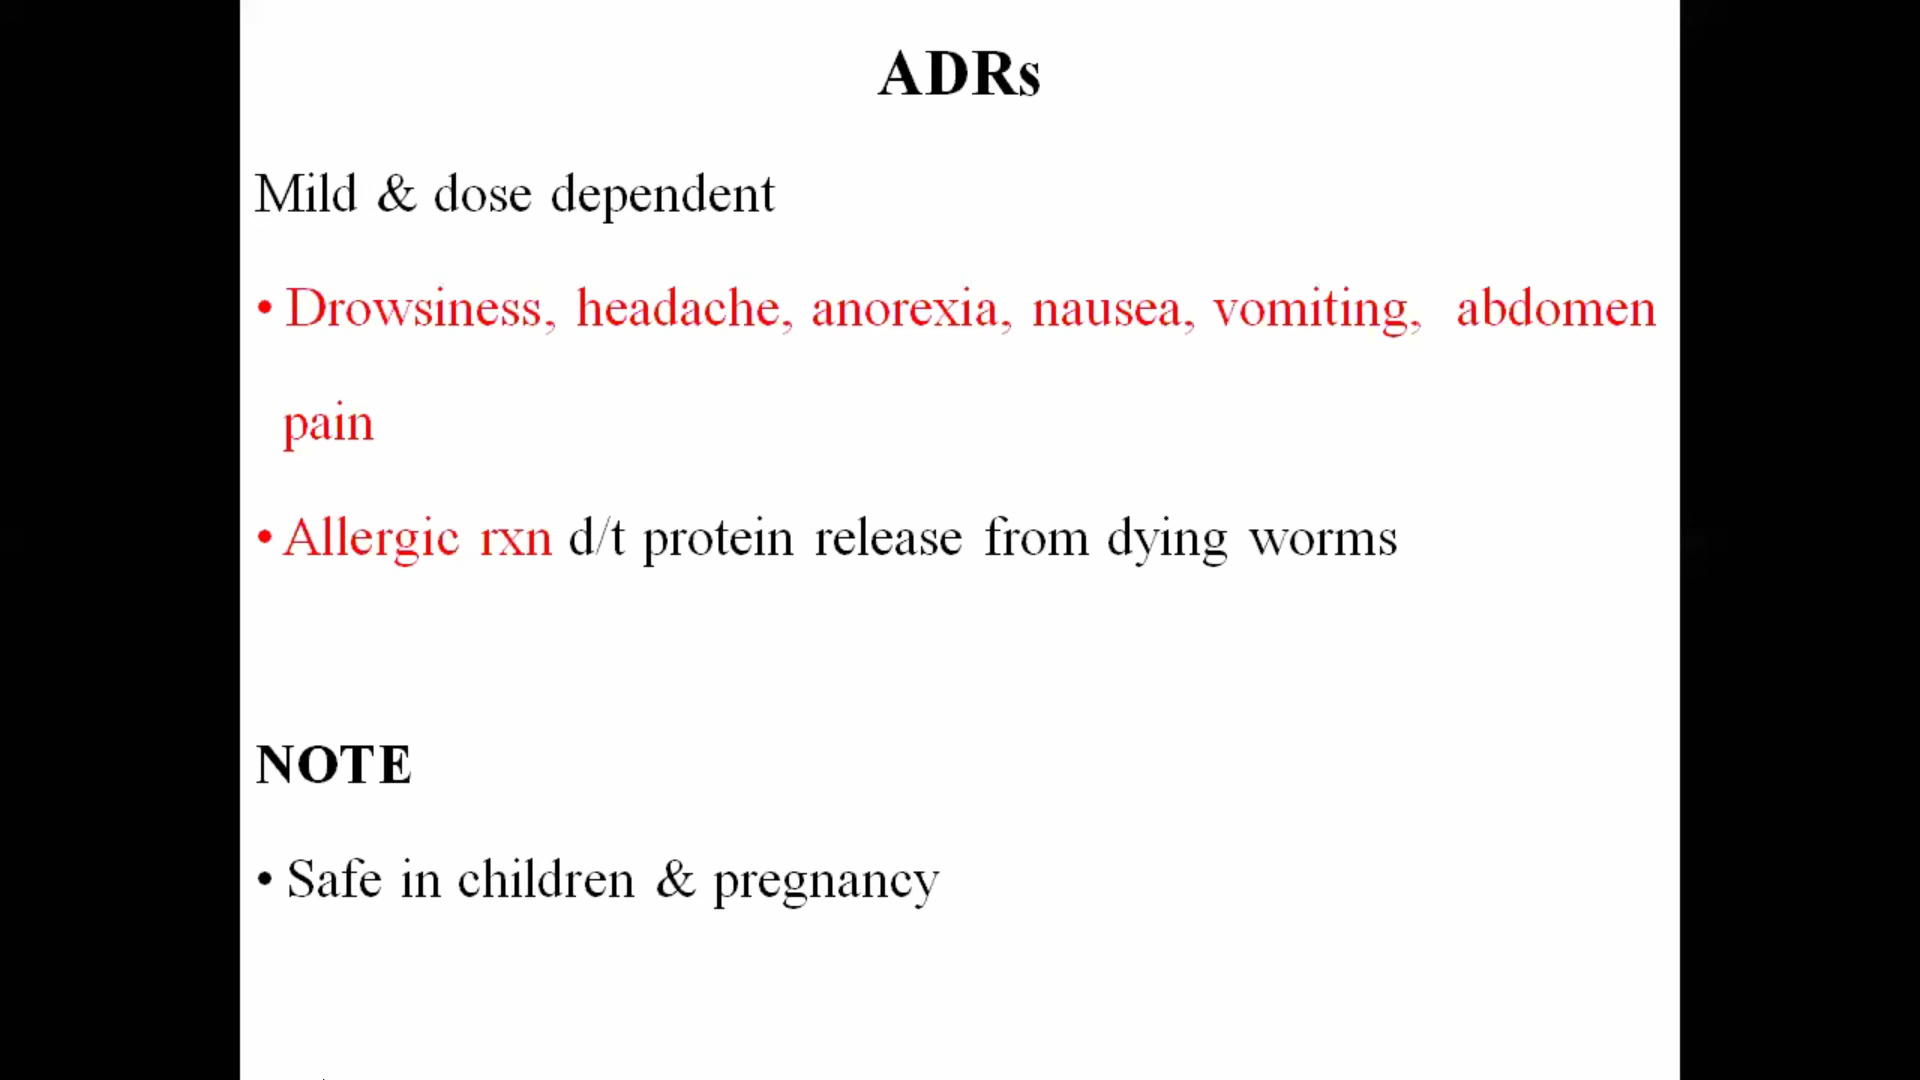 ADRs
Mild & dose dependent
• Drowsiness, headache, anorexia, nausea, vomiting, abdomen
pain
• Allergic rxn d/t protein release from dying worms
NOTE
• Safe in children & pregnancy